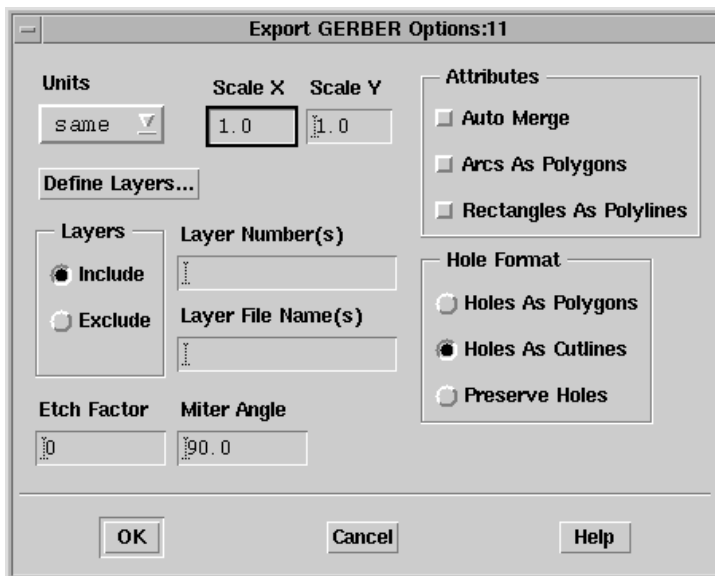 Export GERBER Options:11
Units
same
Scale X
1.0
Scale Y
1.0
Define Layers...
Layers
Include
Exclude
Layer Number(s)
Layer File Name(s)
Etch Factor
0
Miter Angle
90.0
Attributes
Auto Merge
Arcs As Polygons
Rectangles As Polylines
Hole Format
Holes As Polygons
Holes As Cutlines
Preserve Holes
OK
Cancel
Help